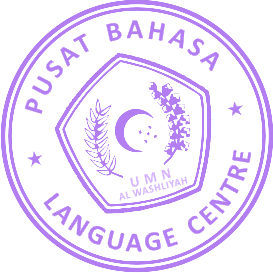 PUSAT BAHASA
UMN
AL WASHLIYAH
LANGUAGE CENTRE